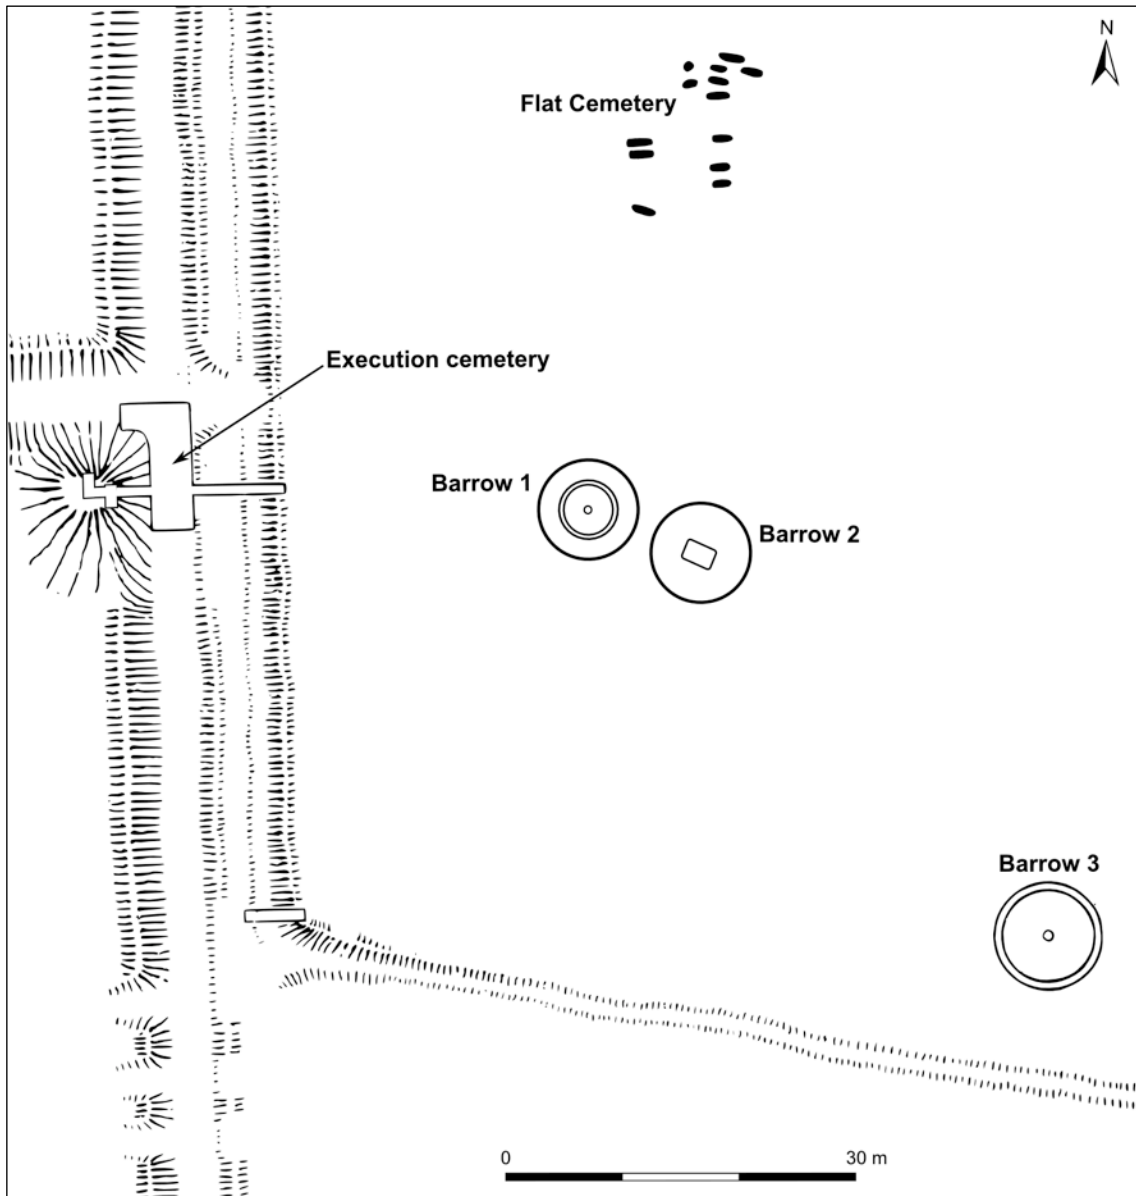 N
Flat Cemetery
Execution cemetery
Barrow 1
Barrow 2
Barrow 3
0 30 m